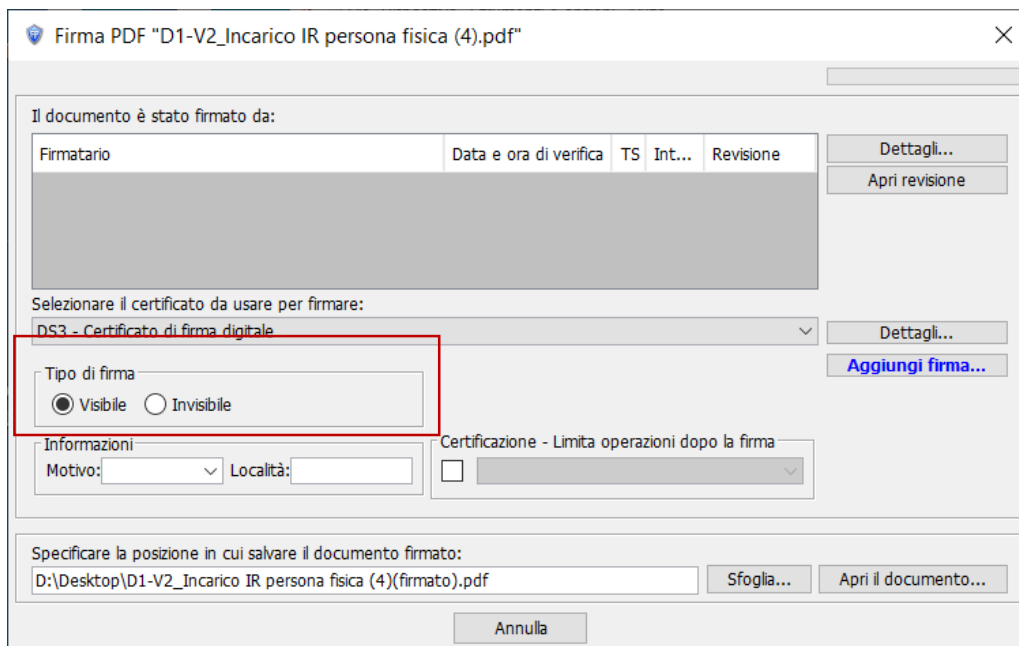 Firma PDF "D1-V2_Incarico IR persona fisica (4).pdf"
Il documento è stato firmato da:
Firmatario Data e ora di verifica TS Int... Revisione
Dettagli...
Apri revisione
Selezionare il certificato da usare per firmare:
DS3 - Certificato di firma digitale
Dettagli...
Aggiungi firma...
Tipo di firma
Visibile Invisibile
Informazioni
Motivo: Località:
Certificazione - Limita operazioni dopo la firma
Specificare la posizione in cui salvare il documento firmato:
D:\Desktop\D1-V2_Incarico IR persona fisica (4)(firmato).pdf
Sfoglia... Apri il documento...
Annulla